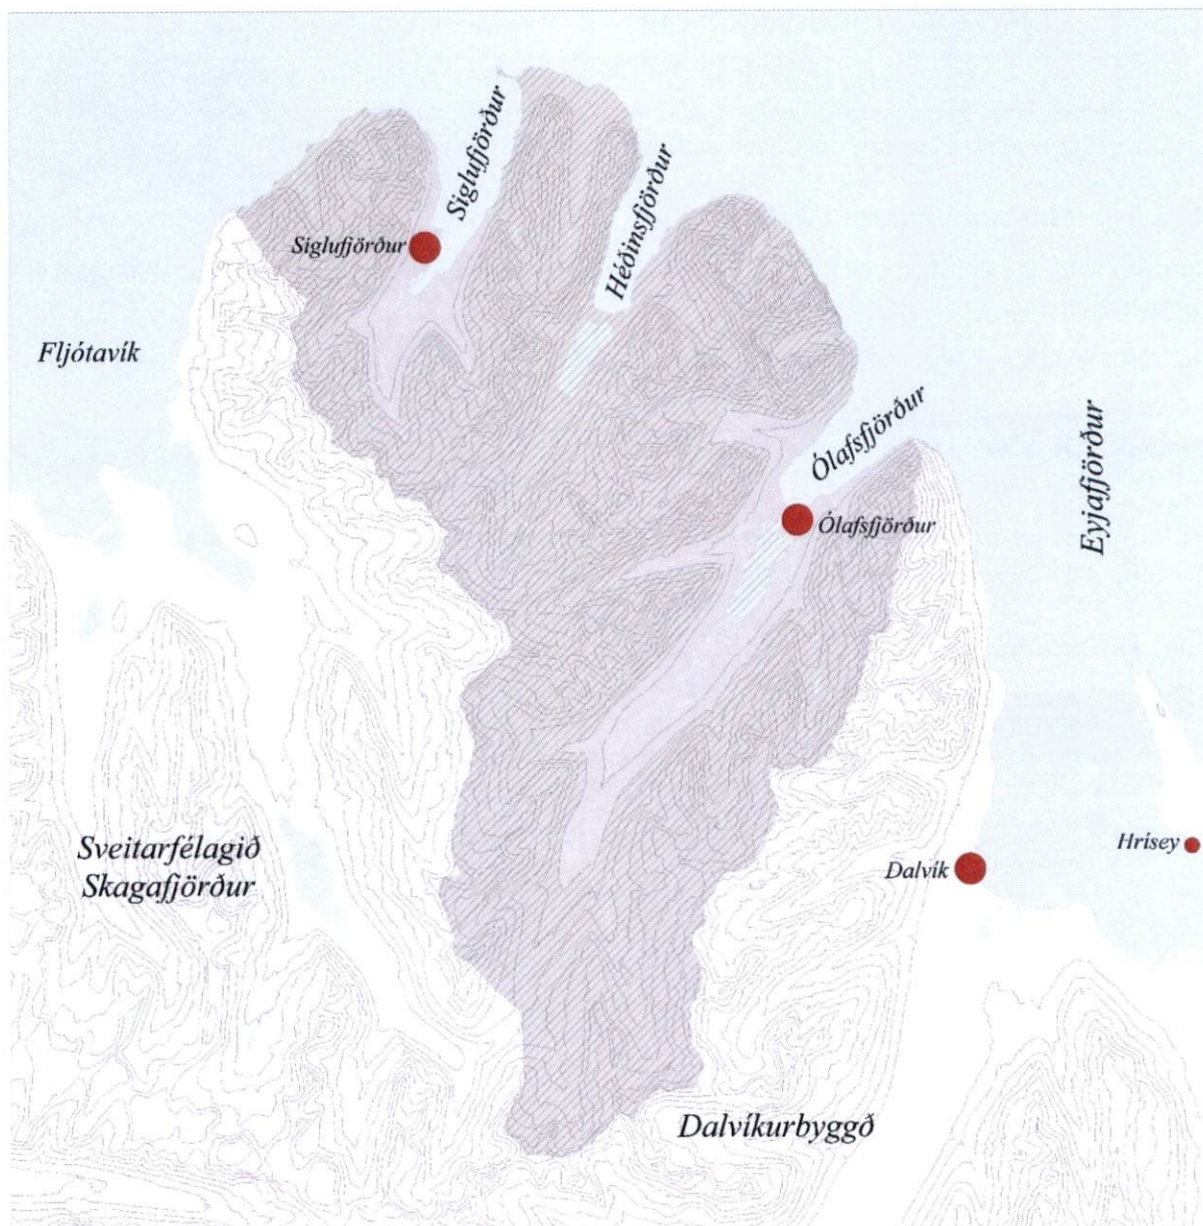 Siglufjörður
Héðinsfjörður
Siglufjörður
Fljótavík
Ólafsfjörður
Eyjafjörður
Ólafsfjörður
Sveitarfélagið
Skagafjörður
Hrísey
Dalvík
Dalvíkurbyggð